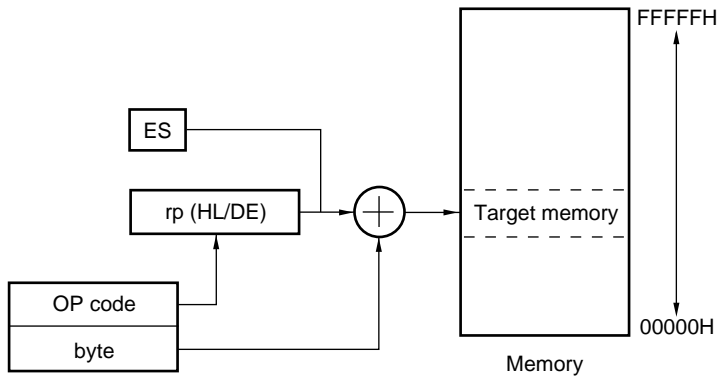 FFFFFH
ES
rp (HL/DE)
Target memory
OP code
byte
00000H
Memory